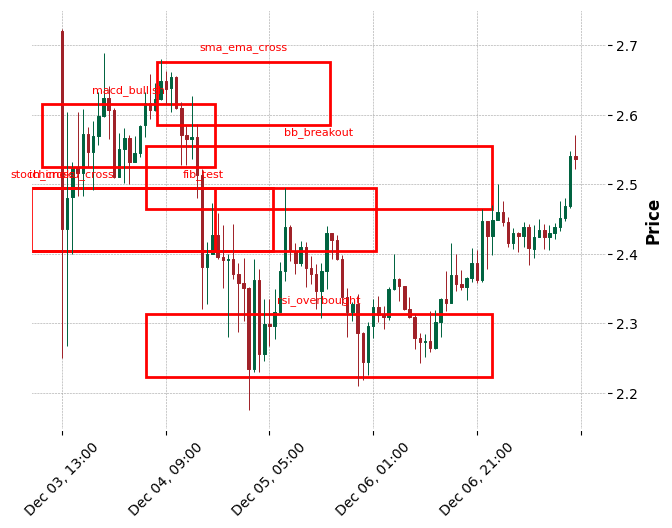 sma_ema_cross
2.7
macd_bull
2.6
bb_breakout
cross
fib_test
2.5
Price
2.4
rsi_overbought
2.3
2.2
Dec 03, 13:00
Dec 04, 09:00
Dec 05, 05:00
Dec 06, 01:00
Dec 06, 21:00